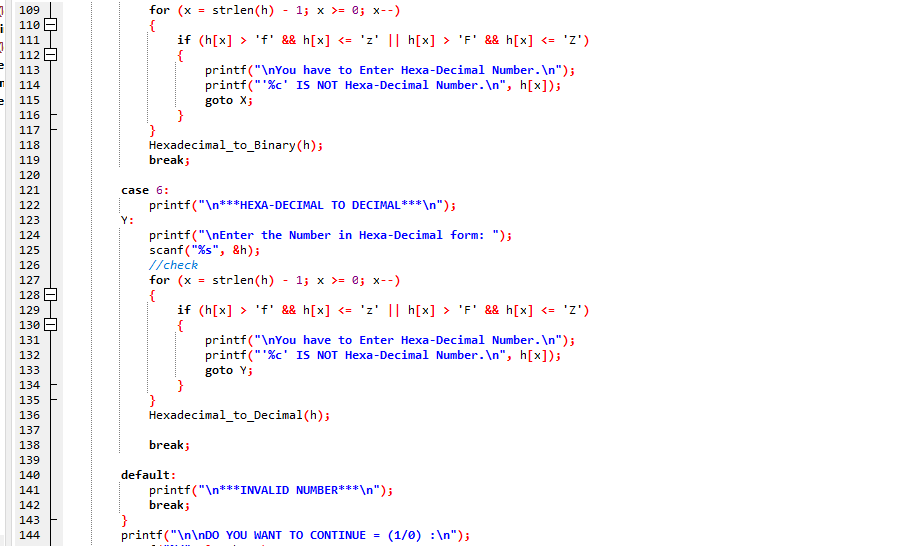 109 for (x = strlen(h) - 1; x >= 0; x--)
110 {
111 if (h[x] > 'f' && h[x] <= 'z' || h[x] > 'F' && h[x] <= 'Z')
112 {
113 printf("\nYou have to Enter Hexa-Decimal Number.\n");
114 printf("'%c' IS NOT Hexa-Decimal Number.\n", h[x]);
115 goto X;
116 }
117 }
118 Hexadecimal_to_Binary(h);
119 break;
120
121 case 6:
122 printf("\n***HEXA-DECIMAL TO DECIMAL***\n");
123 Y:
124 printf("\nEnter the Number in Hexa-Decimal form: ");
125 scanf("%s", &h);
126 //check
127 for (x = strlen(h) - 1; x >= 0; x--)
128 {
129 if (h[x] > 'f' && h[x] <= 'z' || h[x] > 'F' && h[x] <= 'Z')
130 {
131 printf("\nYou have to Enter Hexa-Decimal Number.\n");
132 printf("'%c' IS NOT Hexa-Decimal Number.\n", h[x]);
133 goto Y;
134 }
135 }
136 Hexadecimal_to_Decimal(h);
137
138 break;
139
140 default:
141 printf("\n***INVALID NUMBER***\n");
142 break;
143 }
144 printf("\n\nDO YOU WANT TO CONTINUE = (1/0) :\n");